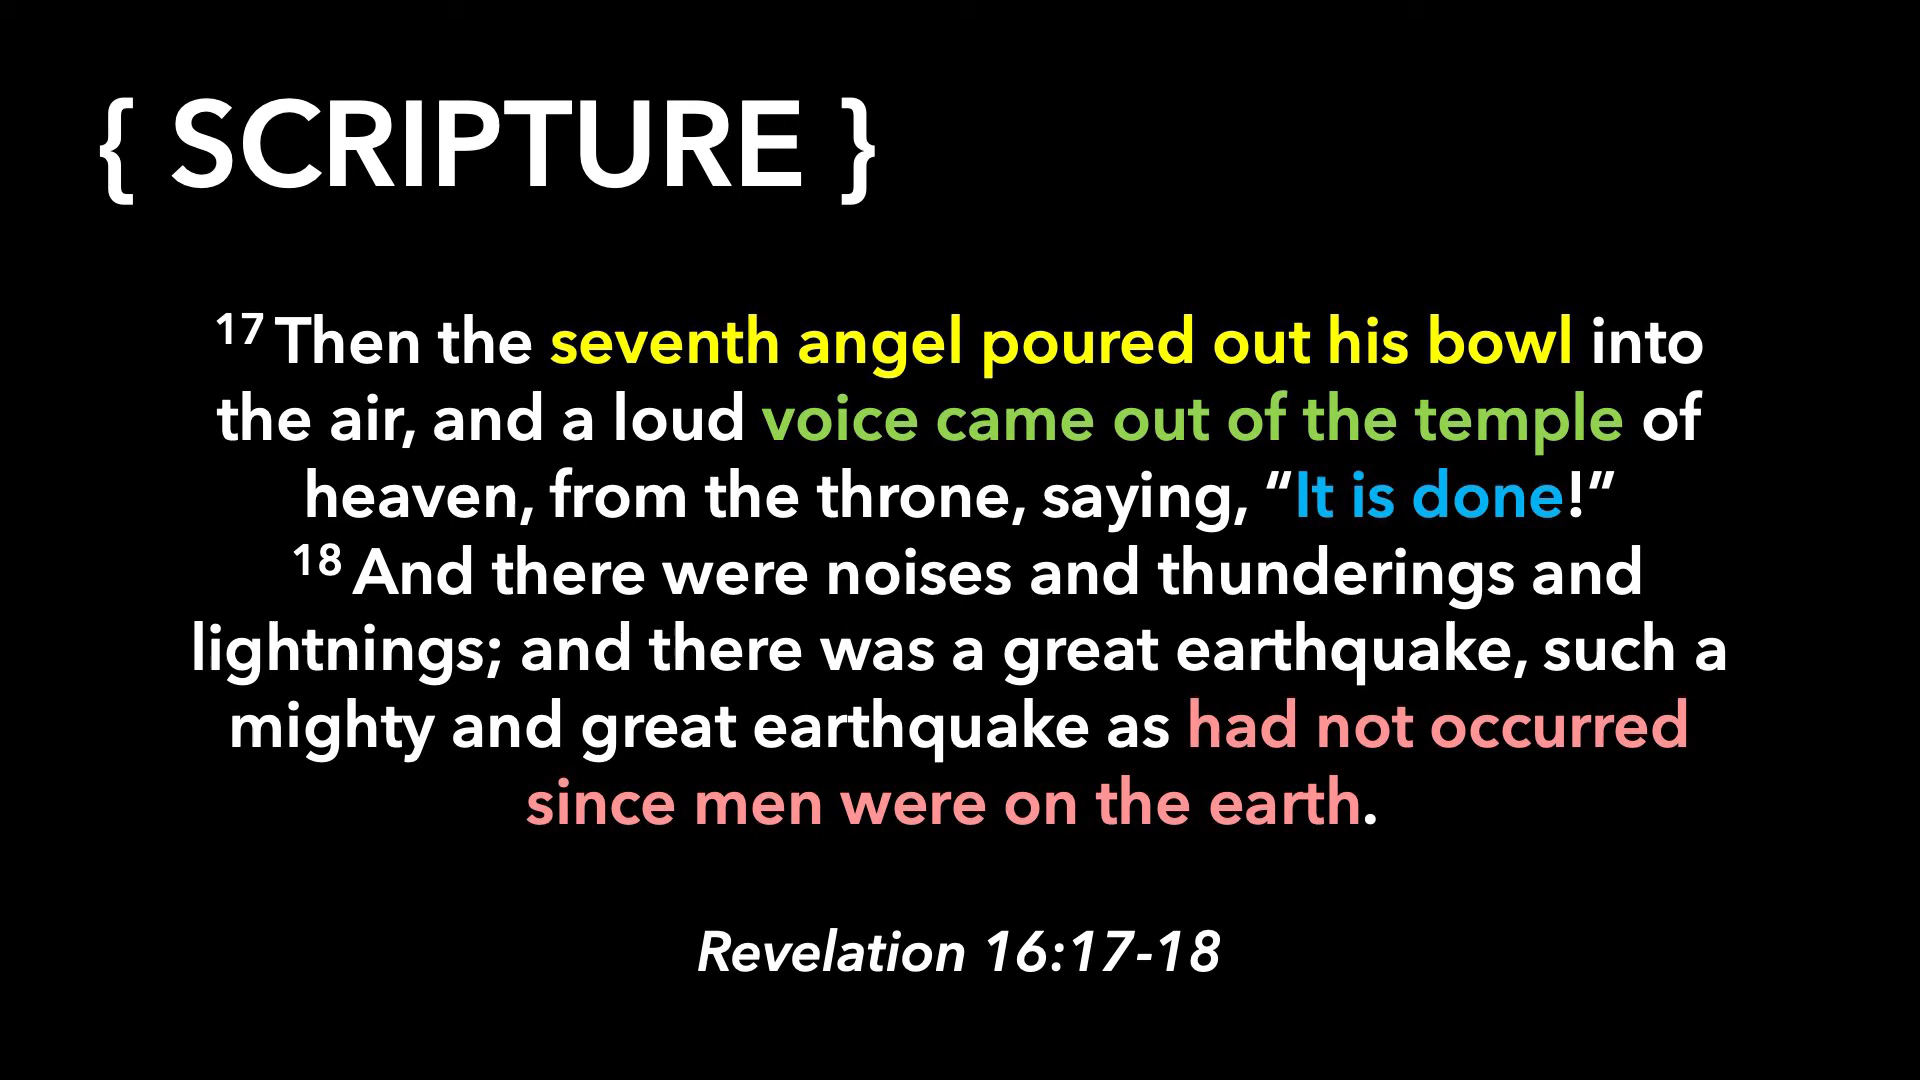 { SCRIPTURE }
17 Then the seventh angel poured out his bowl into
the air, and a loud voice came out of the temple of
heaven, from the throne, saying, “It is done!”
18 And there were noises and thunderings and
lightnings; and there was a great earthquake, such a
mighty and great earthquake as had not occurred
since men were on the earth.
Revelation 16:17-18